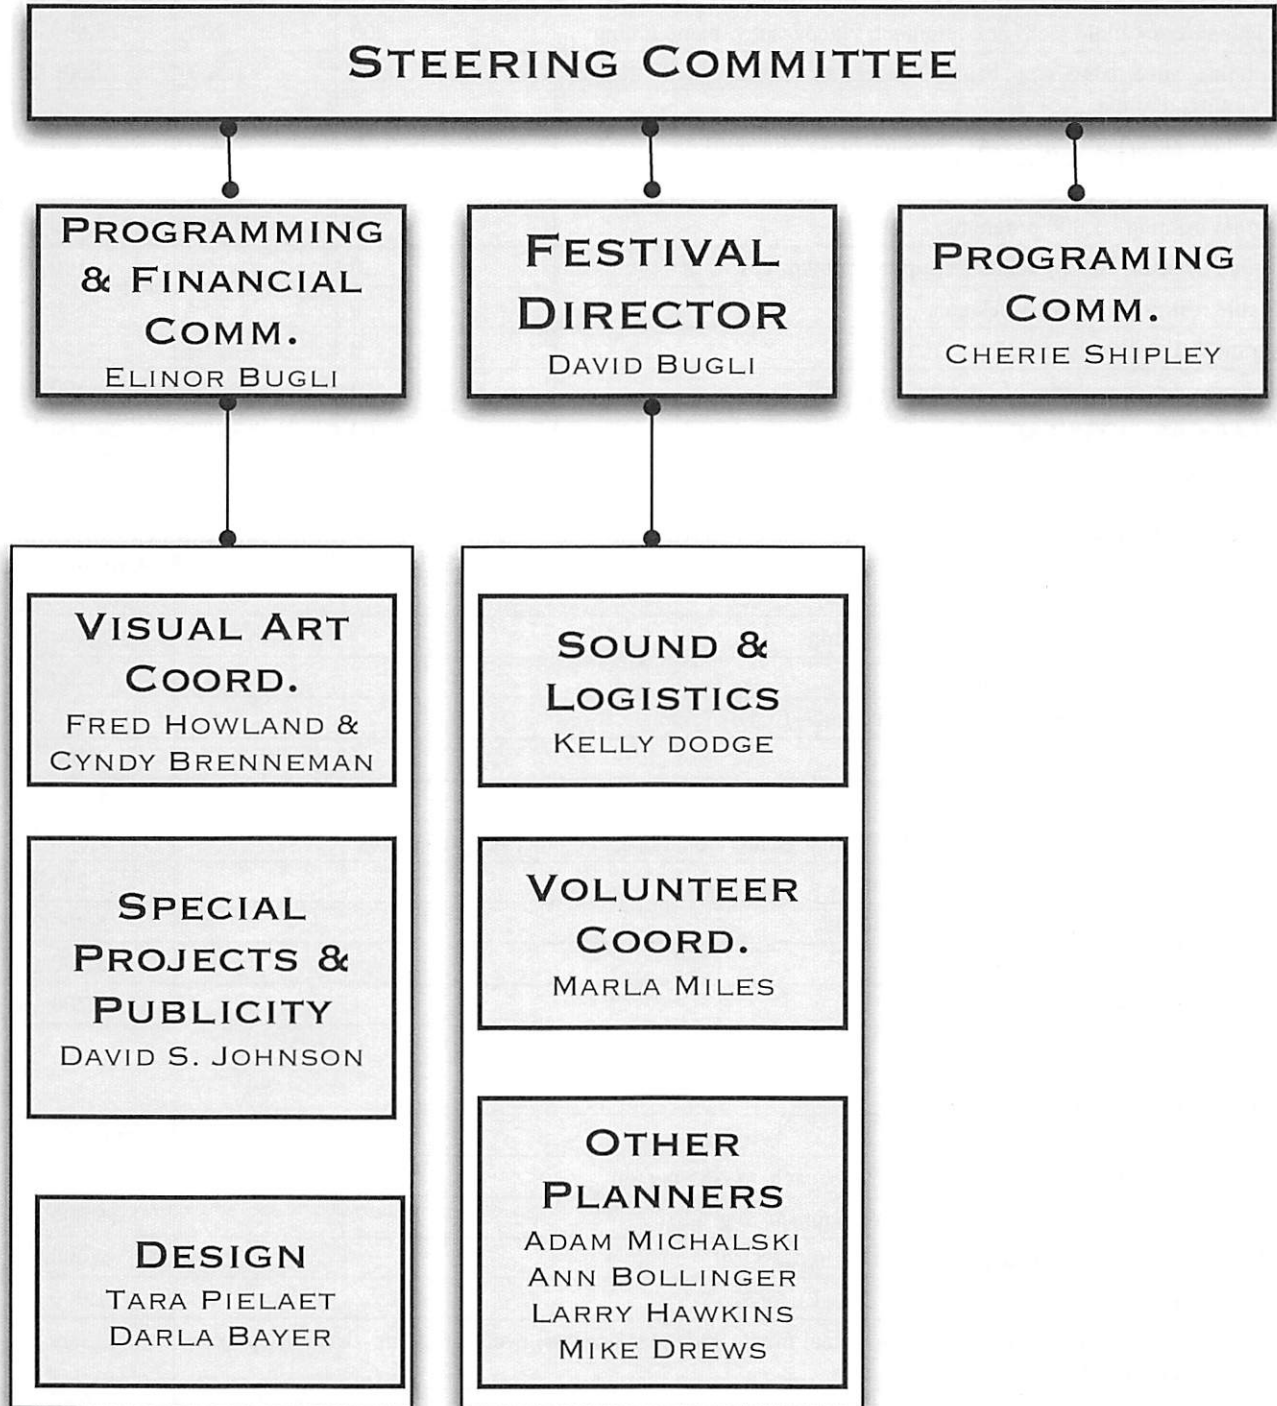 STEERING COMMITTEE
PROGRAMMING
& FINANCIAL
COMM.
ELINOR BUGLI
FESTIVAL
DIRECTOR
DAVID BUGLI
PROGRAMING
COMM.
CHERIE SHIPLEY
VISUAL ART
COORD.
FRED HOWLAND &
CYNDY BRENNEMAN
SPECIAL
PROJECTS &
PUBLICITY
DAVID S. JOHNSON
DESIGN
TARA PIELAET
DARLA BAYER
SOUND &
LOGISTICS
KELLY DODGE
VOLUNTEER
COORD.
MARLA MILES
OTHER
PLANNERS
ADAM MICHALSKI
ANN BOLLINGER
LARRY HAWKINS
MIKE DREWS